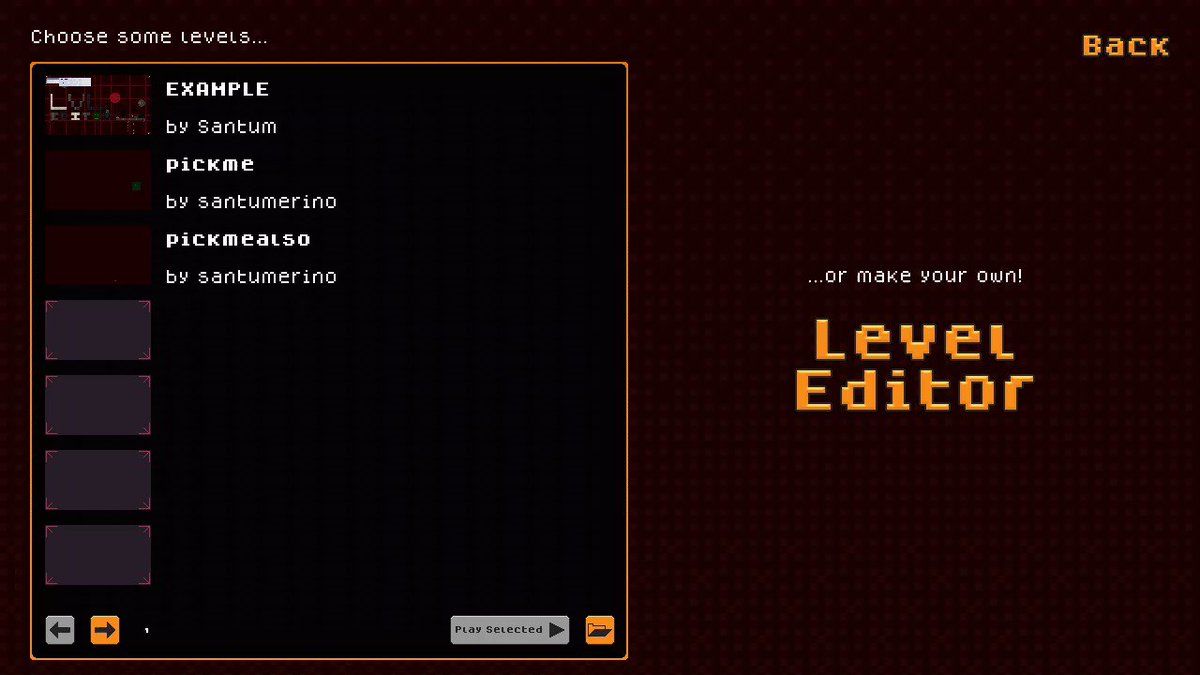 Choose some levels...
Back
EXAMPLE
by Santum
pickme
by santumerino
pickmealso
by santumerino
...or make your own!
Level
Editor
Play Selected